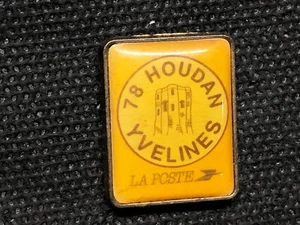 78 HOUDAN
YVELINES
LA POSTE